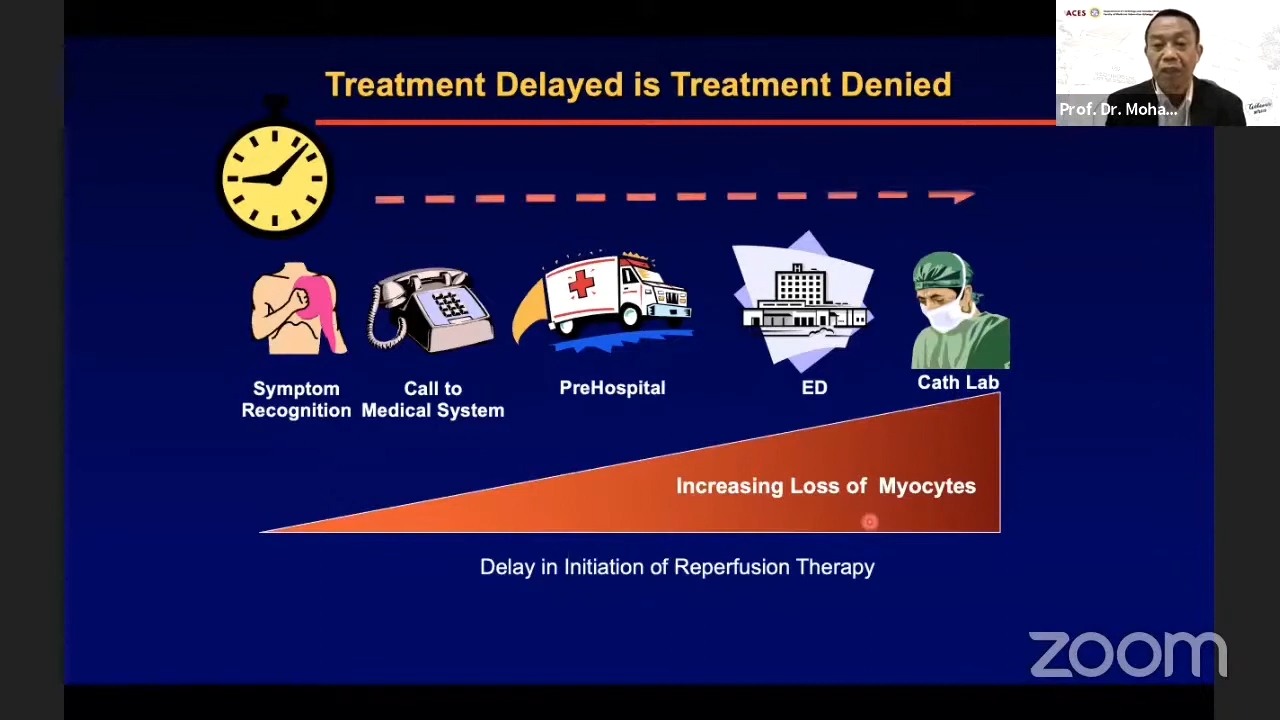 ACES
Treatment Delayed is Treatment Denied
Prof. Dr. Moha...
Symptom
Recognition
Call to
Medical System
PreHospital
H
ED
Cath Lab
Increasing Loss of Myocytes
Delay in Initiation of Reperfusion Therapy
zoom